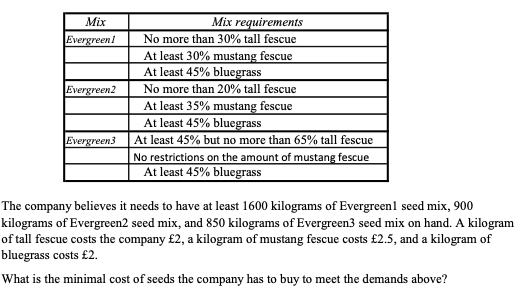 Mix Mix requirements
Evergreen1 No more than 30% tall fescue
At least 30% mustang fescue
At least 45% bluegrass
Evergreen2 No more than 20% tall fescue
At least 35% mustang fescue
At least 45% bluegrass
Evergreen3 At least 45% but no more than 65% tall fescue
No restrictions on the amount of mustang fescue
At least 45% bluegrass
The company believes it needs to have at least 1600 kilograms of Evergreen1 seed mix, 900
kilograms of Evergreen2 seed mix, and 850 kilograms of Evergreen3 seed mix on hand. A kilogram
of tall fescue costs the company £2, a kilogram of mustang fescue costs £2.5, and a kilogram of
bluegrass costs £2.
What is the minimal cost of seeds the company has to buy to meet the demands above?